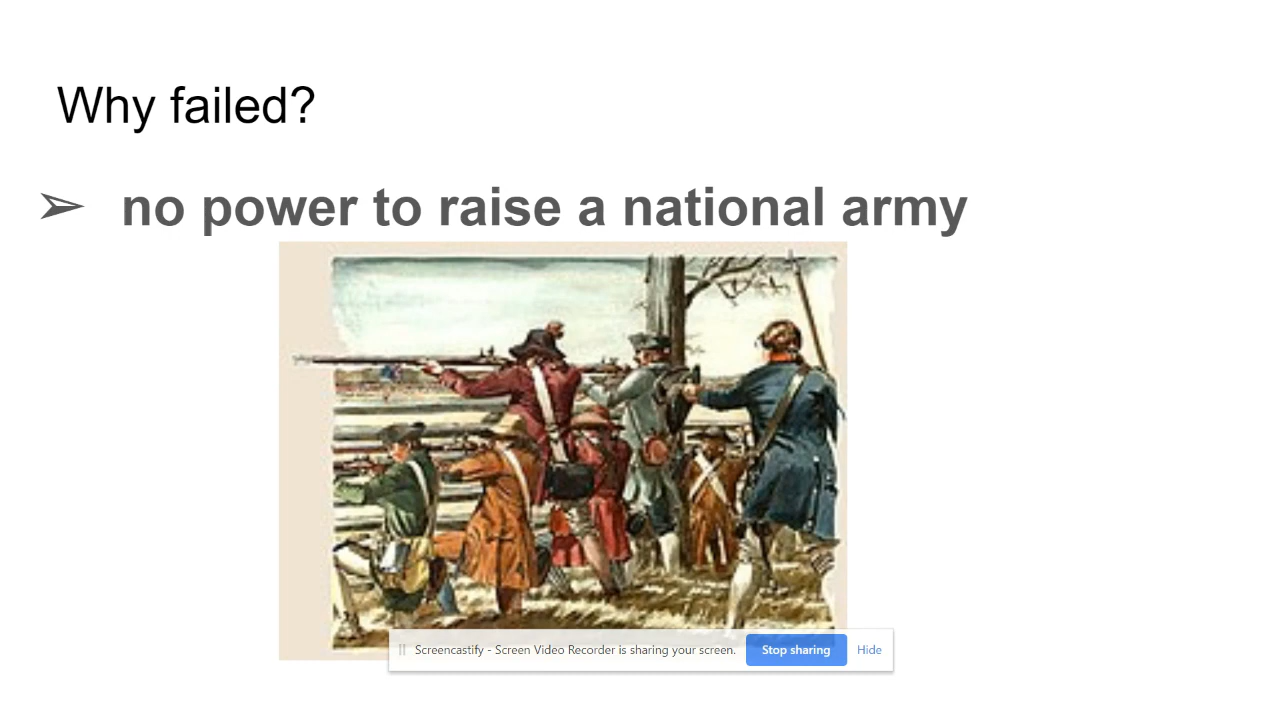 Why failed?
➢ no power to raise a national army
Screencastify - Screen Video Recorder is sharing your screen. Stop sharing Hide